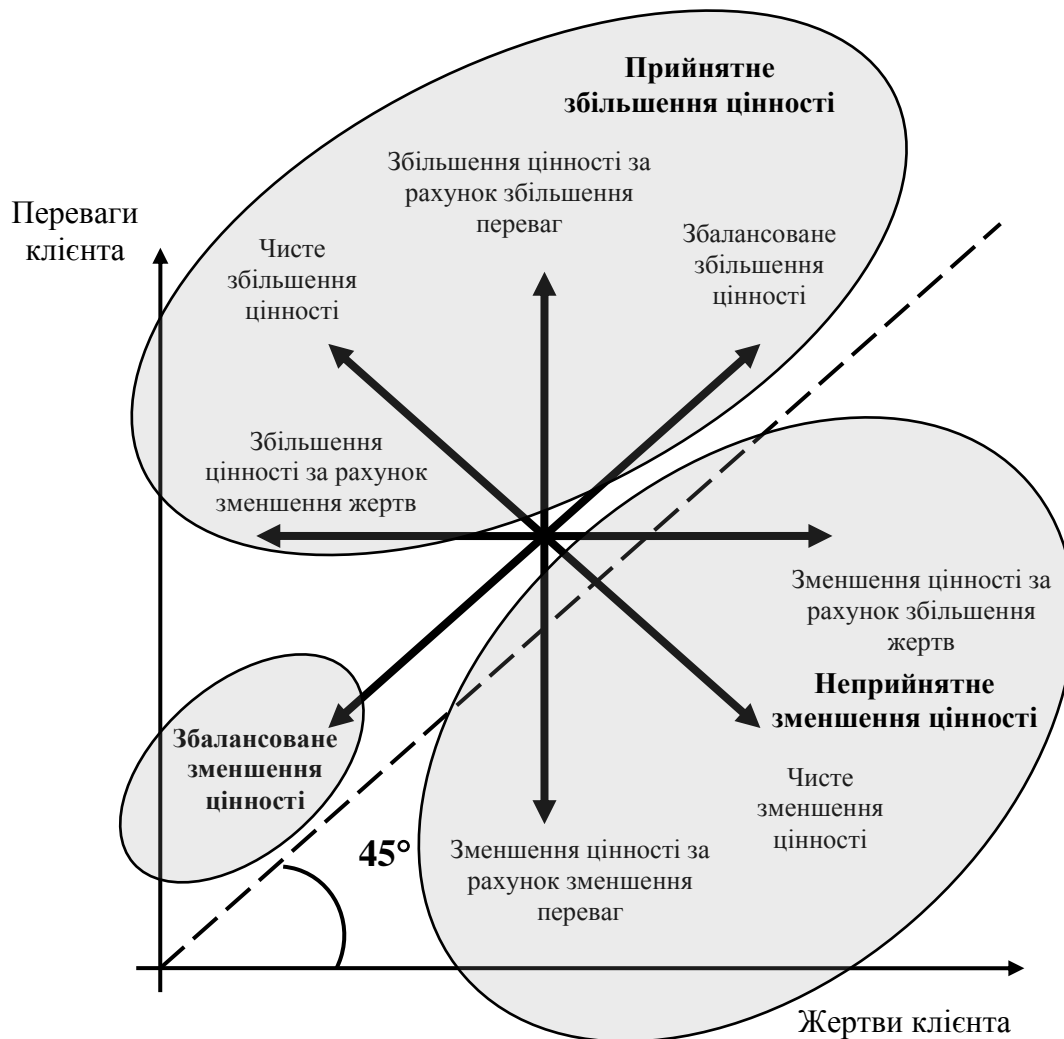 Прийнятне
збільшення цінності
Збільшення цінності за
рахунок збільшення
переваг
Переваги
клієнта
Чисте
збільшення
цінності
Збалансоване
збільшення
цінності
Збільшення
цінності за рахунок
зменшення жертв
Зменшення цінності за
рахунок збільшення
жертв
Неприйнятне
зменшення цінності
Збалансоване
зменшення
цінності
Чисте
зменшення
цінності
45°
Зменшення цінності за
рахунок зменшення
переваг
Жертви клієнта